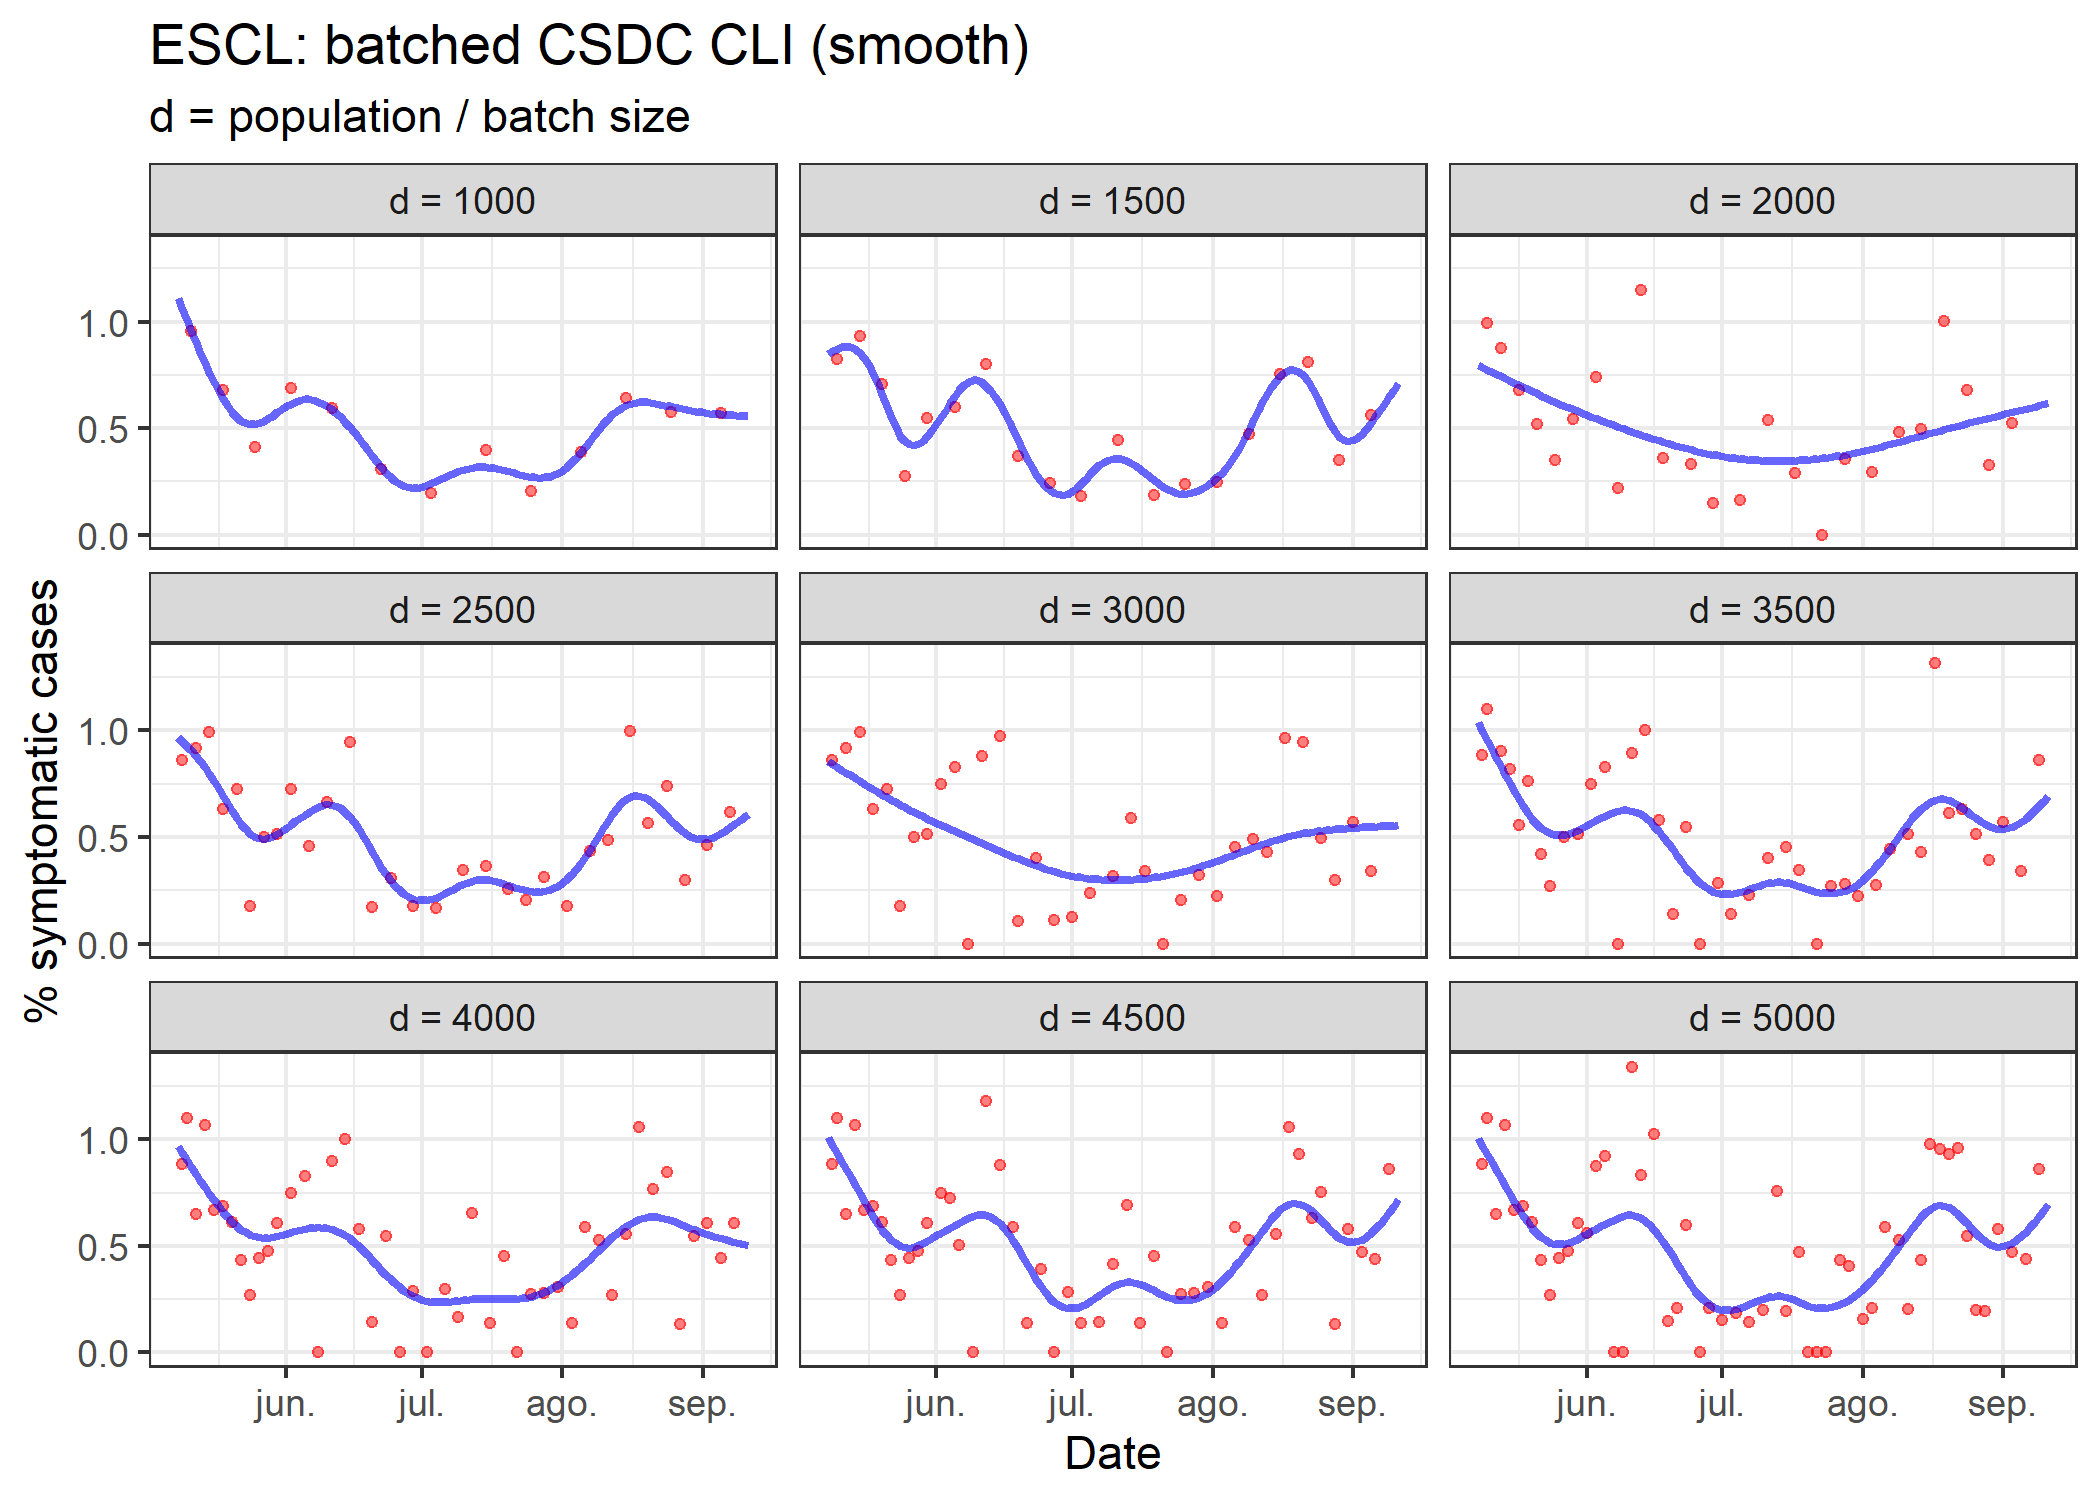 ESCL: batched CSDC CLI (smooth)
d = population / batch size
d = 1000
d = 1500
d = 2000
1.0
0.5
0.0
d = 2500
d = 3000
d = 3500
1.0
0.5
0.0
d = 4000
d = 4500
d = 5000
1.0
0.5
0.0
% symptomatic cases
jun.
jul.
ago.
sep.
jun.
jul.
ago.
sep.
jun.
jul.
ago.
sep.
Date